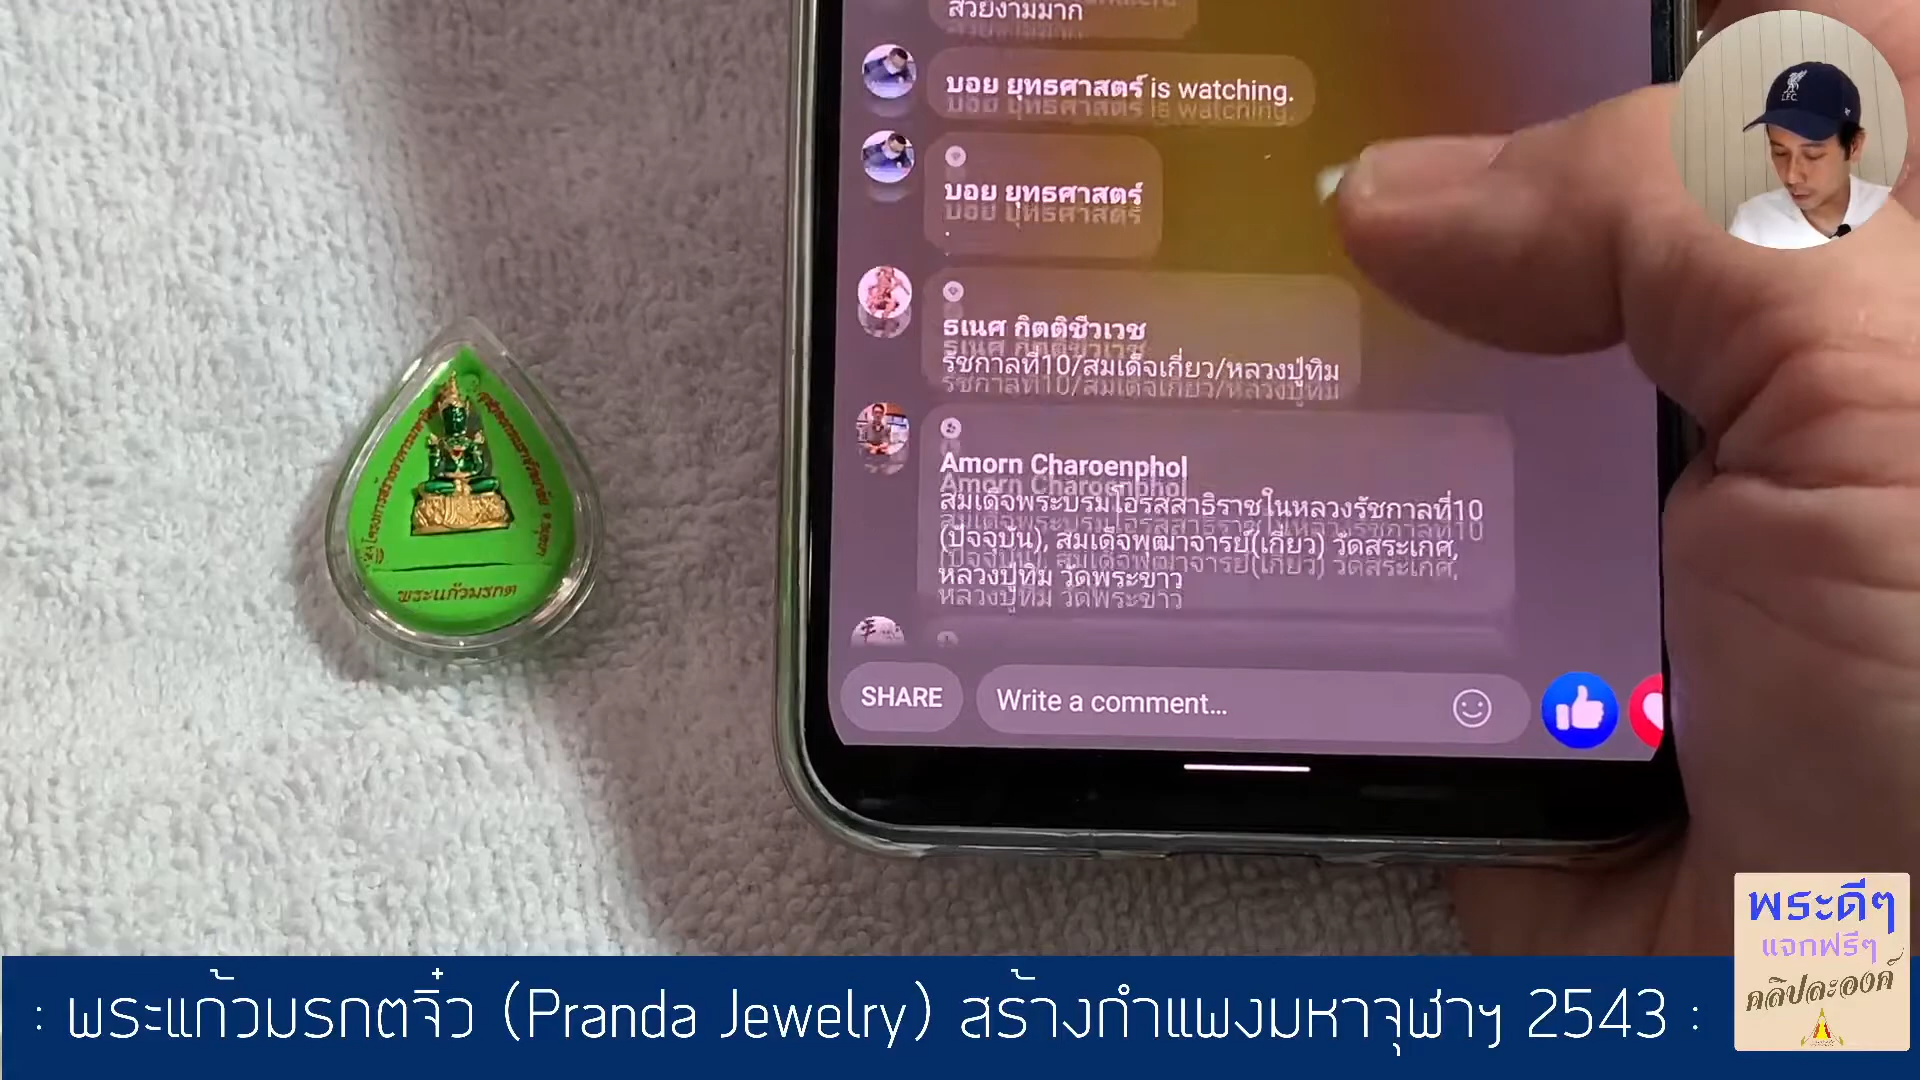 สวยงามมาก
บอย ยุทธศาสตร์ is watching.
บอย ยุทธศาสตร์
.
ธเนศ กิตติชีวเวช
รัชกาลที่10/สมเด็จเกี่ยว/หลวงปู่ทิม
Amorn Charoenphol
สมเด็จพระบรมโอรสสาธิราชในหลวงรัชกาลที่10
(ปัจจุบัน), สมเด็จพุฒาจารย์(เกี่ยว) วัดสระเกศ,
หลวงปู่ทิม วัดพระขาว
SHARE
Write a comment…
LFC
พระแก้วมรกต
พระดีๆ
แจกฟรีๆ
คลิปละองค์
: พระแก้วมรกตจิ๋ว (Pranda Jewelry) สร้างกำแพงมหาจุฬาฯ 2543 :